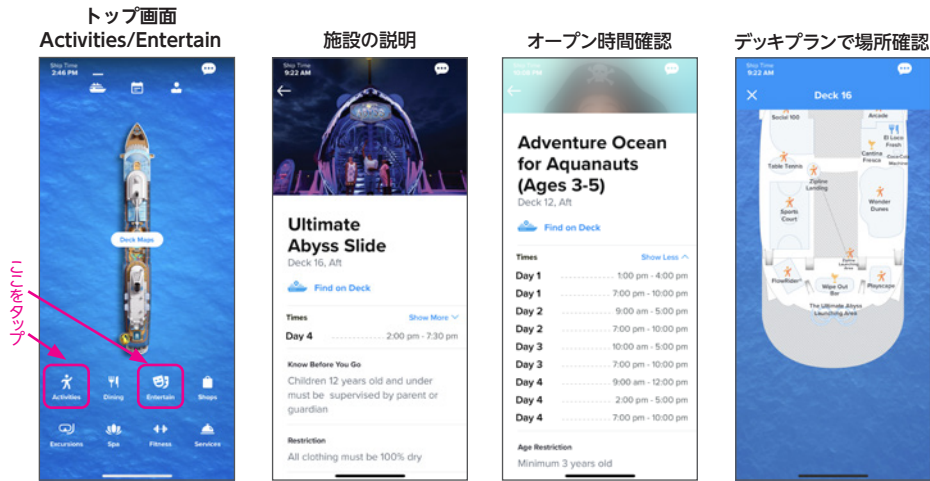 トップ画面
Activities/Entertain
Ship Time
2:46 PM
Deck Maps
ここをタップ
Activities
Dining
Entertain
Shops
Excursions
Spa
Fitness
Services
施設の説明
Ship Time
9:22 AM
Ultimate
Abyss Slide
Deck 16, Aft
Find on Deck
Times
Show More
Day 4 2:00 pm - 7:30 pm
Know Before You Go
Children 12 years old and under
must be supervised by parent or
guardian
Restriction
All clothing must be 100% dry
オープン時間確認
Ship Time
Adventure Ocean
for Aquanauts
(Ages 3-5)
Deck 12, Aft
Find on Deck
Times
Show Less
Day 1 1:00 pm - 4:00 pm
Day 1 7:00 pm - 10:00 pm
Day 2 9:00 am - 5:00 pm
Day 2 7:00 pm - 10:00 pm
Day 3 10:00 am - 5:00 pm
Day 3 7:00 pm - 10:00 pm
Day 4 9:00 am - 12:00 pm
Day 4 2:00 pm - 5:00 pm
Day 4 7:00 pm - 10:00 pm
Age Restriction
Minimum 3 years old
デッキプランで場所確認
Ship Time
9:22 AM
Deck 16
Social 100
Arcade
El Loco
Fresh
Cantina
Fresca
Coca-Cola
Machine
Table Tennis
Zipline
Landing
Sports
Court
Wonder
Dunes
Zipline
Launching
Area
FlowRider
Wipe Out
Bar
Playscape
The Ultimate Abyss
Launching Area